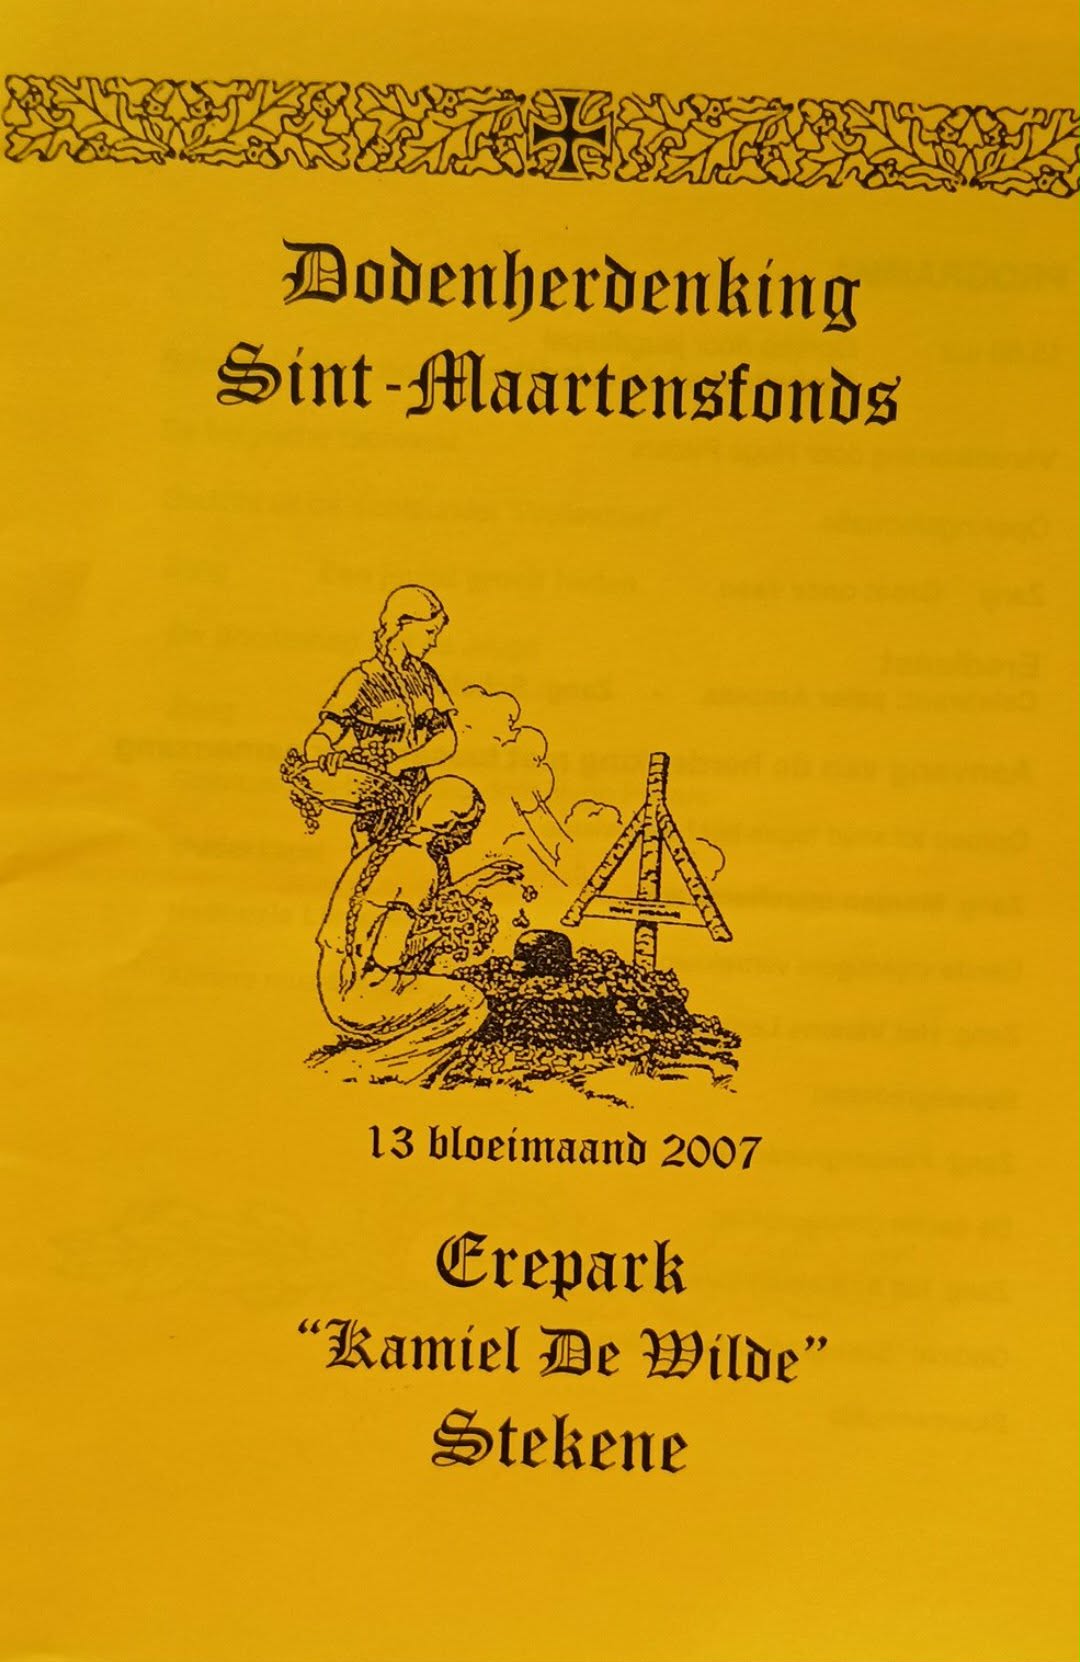 Dodenherdenking
Sint-Maartensfonds
13 bloeimaand 2007
Erepark
“Kamiel De Wilde”
Stekene